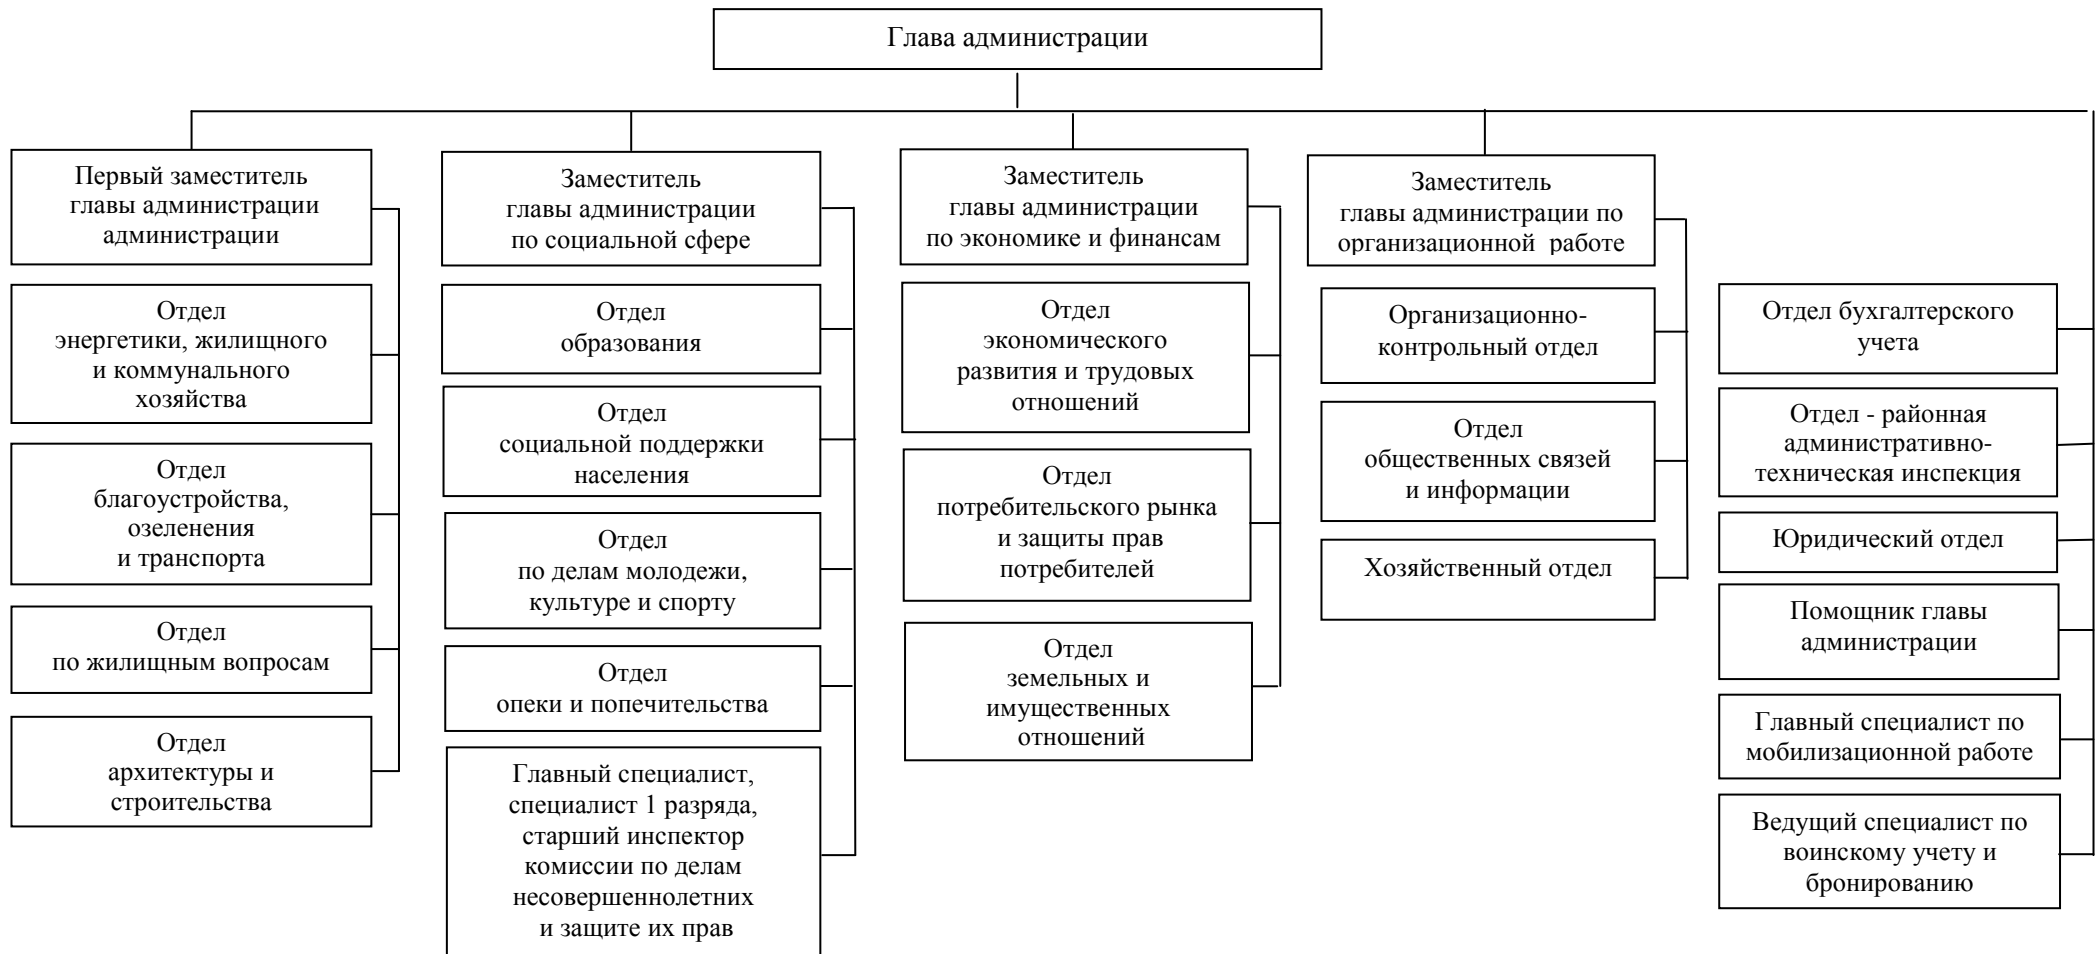 Глава администрации
Первый заместитель
главы администрации
администрации
Отдел
энергетики, жилищного
и коммунального
хозяйства
Отдел
благоустройства,
озеленения
и транспорта
Отдел
по жилищным вопросам
Отдел
архитектуры и
строительства
Заместитель
главы администрации
по социальной сфере
Отдел
образования
Отдел
социальной поддержки
населения
Отдел
по делам молодежи,
культуре и спорту
Отдел
опеки и попечительства
Главный специалист,
специалист 1 разряда,
старший инспектор
комиссии по делам
несовершеннолетних
и защите их прав
Заместитель
главы администрации
по экономике и финансам
Отдел
экономического
развития и трудовых
отношений
Отдел
потребительского рынка
и защиты прав
потребителей
Отдел
земельных и
имущественных
отношений
Заместитель
главы администрации по
организационной работе
Организационно-
контрольный отдел
Отдел
общественных связей
и информации
Хозяйственный отдел
Отдел бухгалтерского
учета
Отдел - районная
административно-
техническая инспекция
Юридический отдел
Помощник главы
администрации
Главный специалист по
мобилизационной работе
Ведущий специалист по
воинскому учету и
бронированию